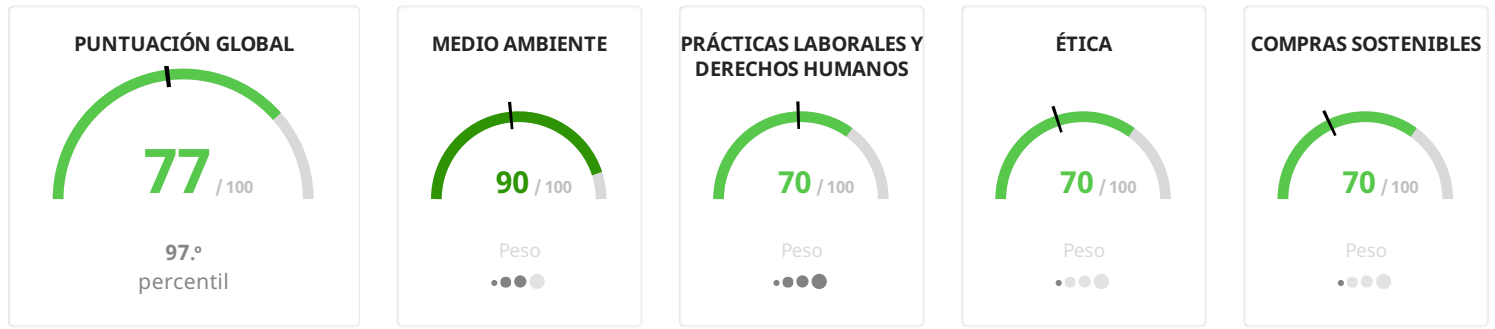 PUNTUACIÓN GLOBAL
77 / 100
97.º
percentil
MEDIO AMBIENTE
90 / 100
Peso
PRÁCTICAS LABORALES Y
DERECHOS HUMANOS
70 / 100
Peso
ÉTICA
70 / 100
Peso
COMPRAS SOSTENIBLES
70 / 100
Peso